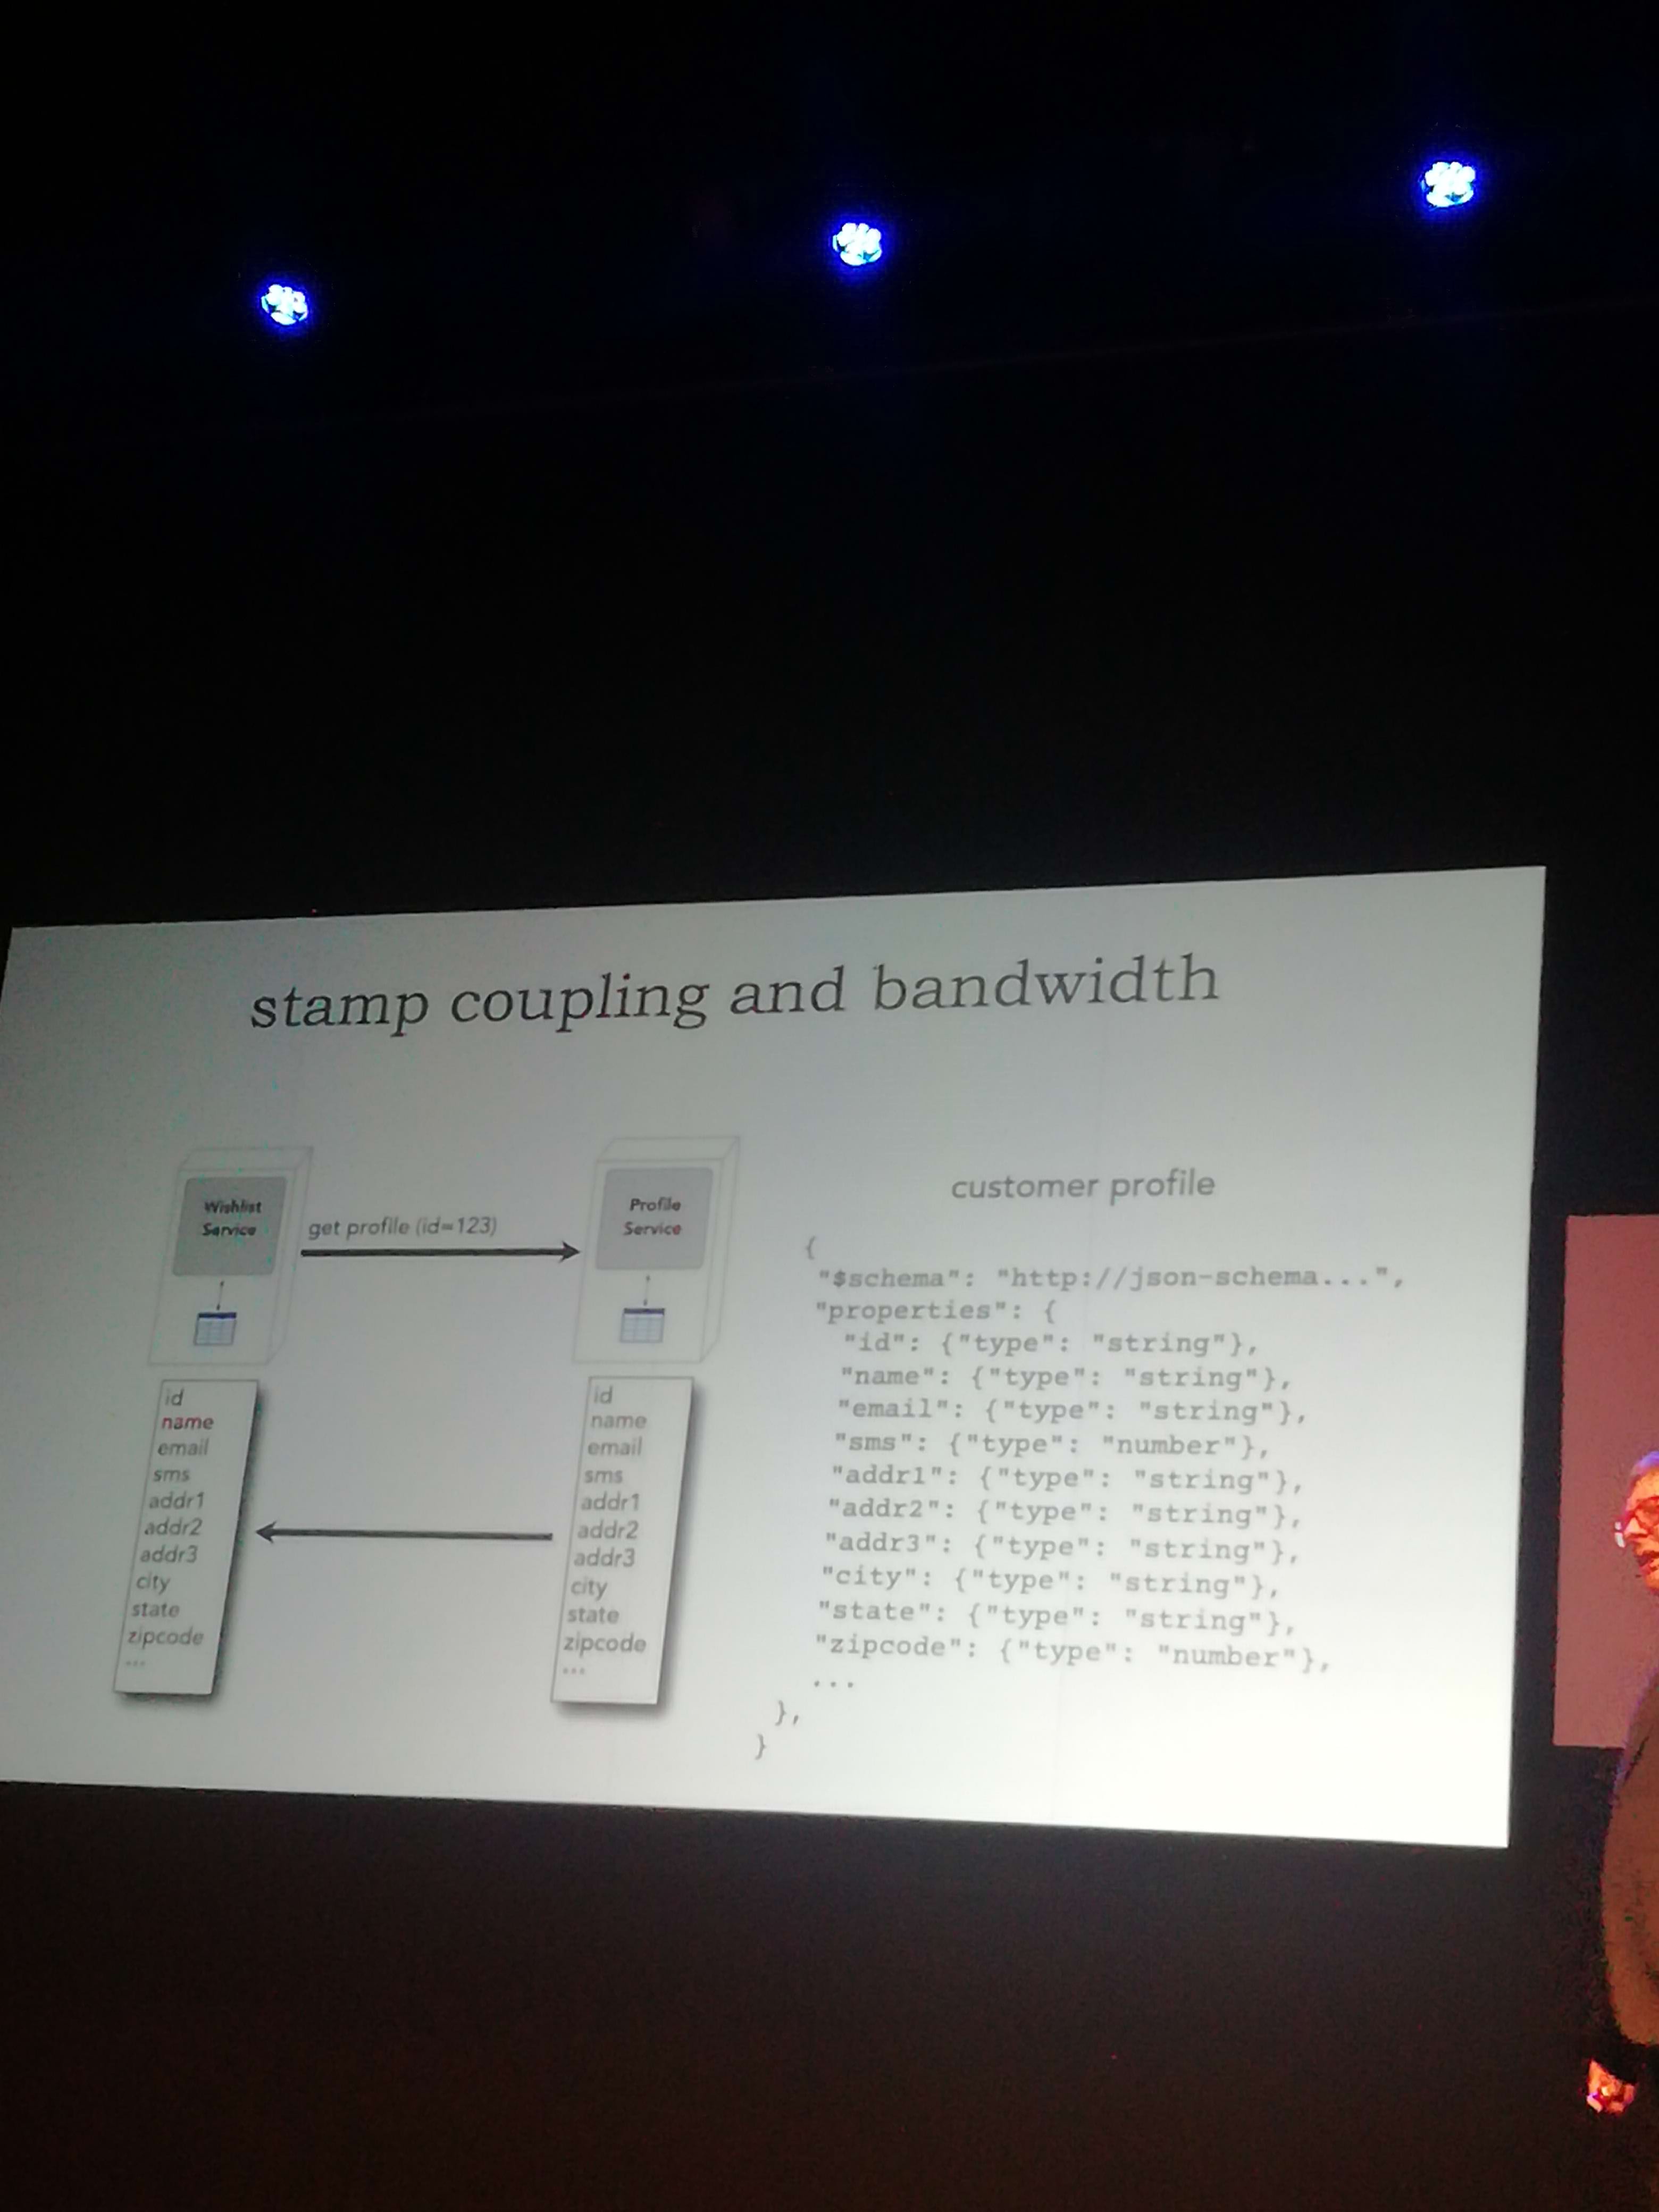 stamp coupling and bandwidth
Wishlist
Service
get profile (id=123)
Profile
Service
id
name
email
sms
addr1
addr2
addr3
city
state
zipcode
...
id
name
email
sms
addr1
addr2
addr3
city
state
zipcode
...
customer profile
{
"$schema": "http://json-schema...",
"properties": {
"id": {"type": "string"},
"name": {"type": "string"},
"email": {"type": "string"},
"sms": {"type": "number"},
"addr1": {"type": "string"},
"addr2": {"type": "string"},
"addr3": {"type": "string"},
"city": {"type": "string"},
"state": {"type": "string"},
"zipcode": {"type": "number"},
...
},
}